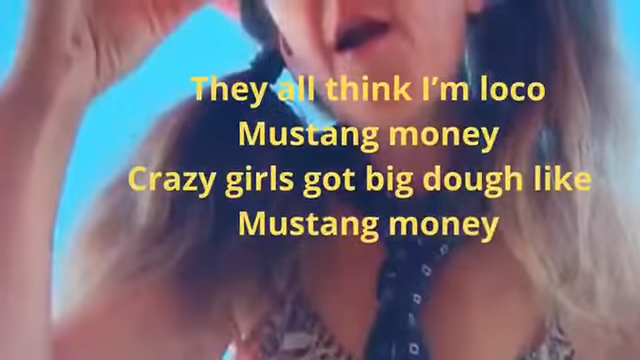 They all think I’m loco
Mustang money
Crazy girls got big dough like
Mustang money